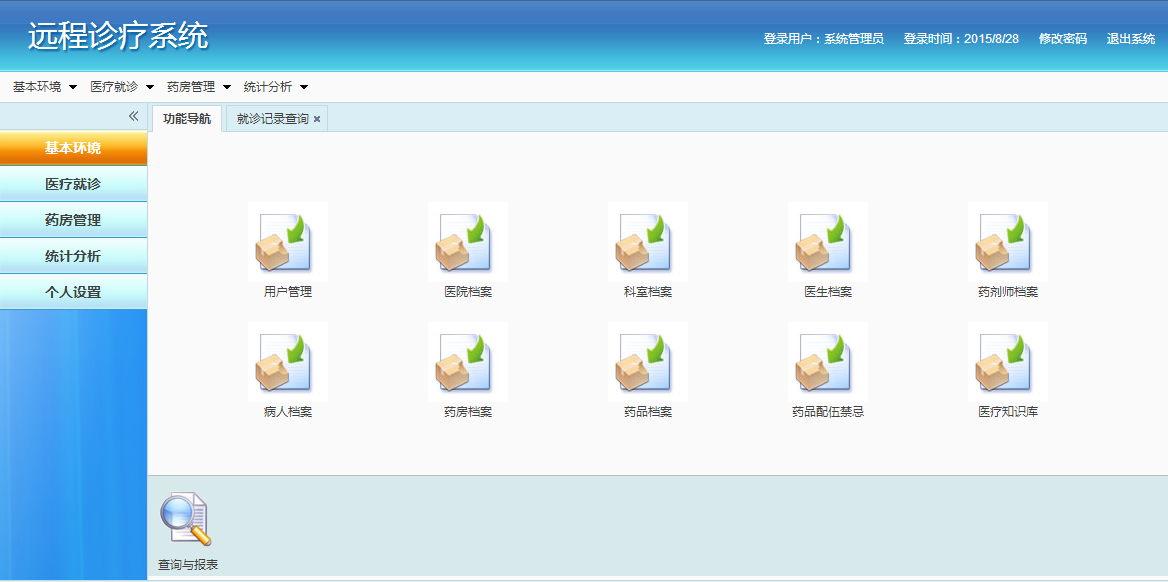 远程诊疗系统
登录用户：系统管理员 登录时间：2015/8/28 修改密码 退出系统
基本环境 医疗就诊 药房管理 统计分析
功能导航 就诊记录查询
基本环境
医疗就诊
药房管理
统计分析
个人设置
用户管理 医院档案 科室档案 医生档案 药剂师档案
病人档案 药房档案 药品档案 药品配伍禁忌 医疗知识库
查询与报表